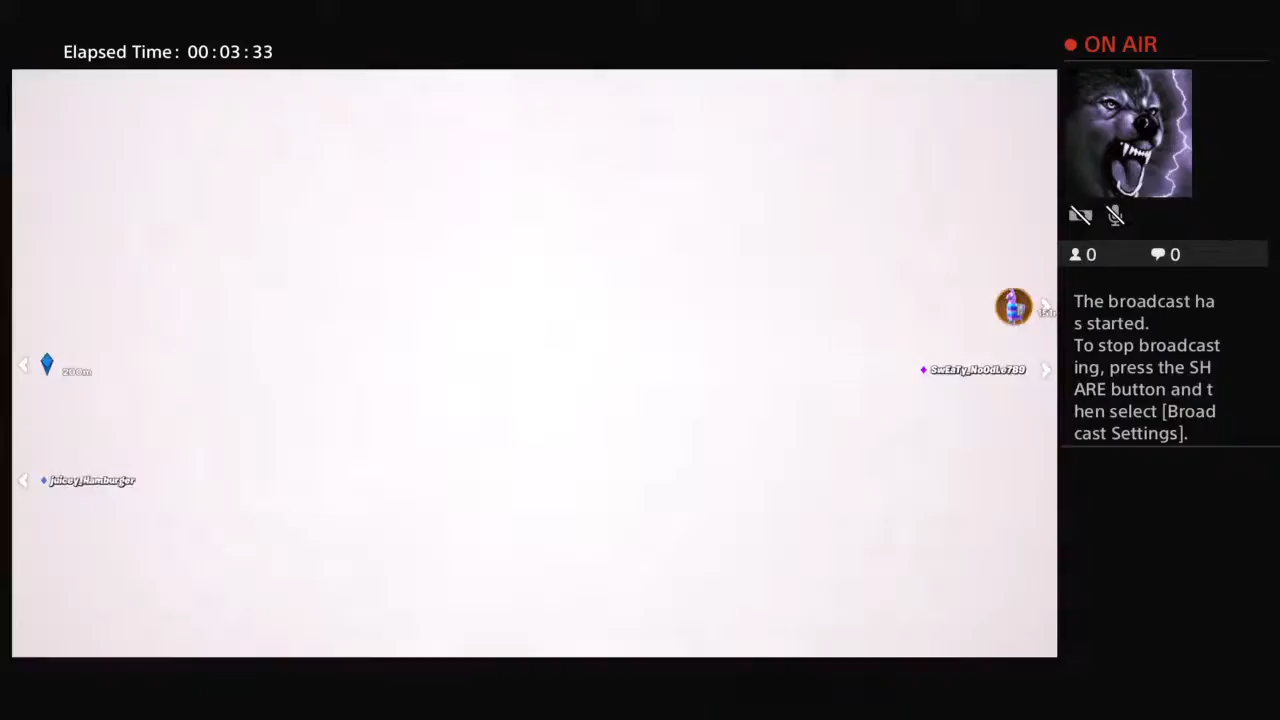 Elapsed Time: 00:03:33
ON AIR
0 0
200m
SwEaTy_NoOdLe789
juicey_Hamburger
The broadcast ha
s started.
To stop broadcast
ing, press the SH
ARE button and t
hen select [Broad
cast Settings].